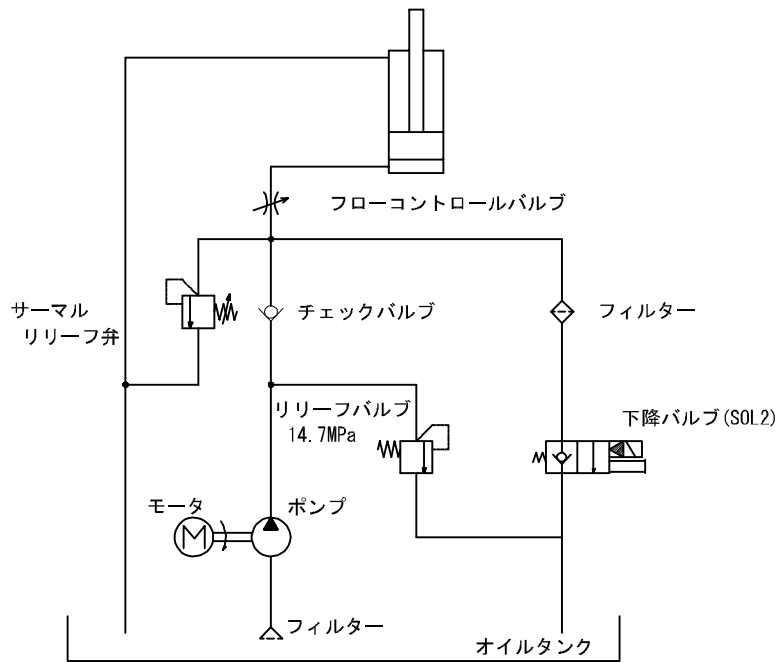 フローコントロールバルブ
サーマル
リリーフ弁
チェックバルブ
フィルター
リリーフバルブ
14.7MPa
下降バルブ(SOL2)
モータ
M
ポンプ
フィルター
オイルタンク